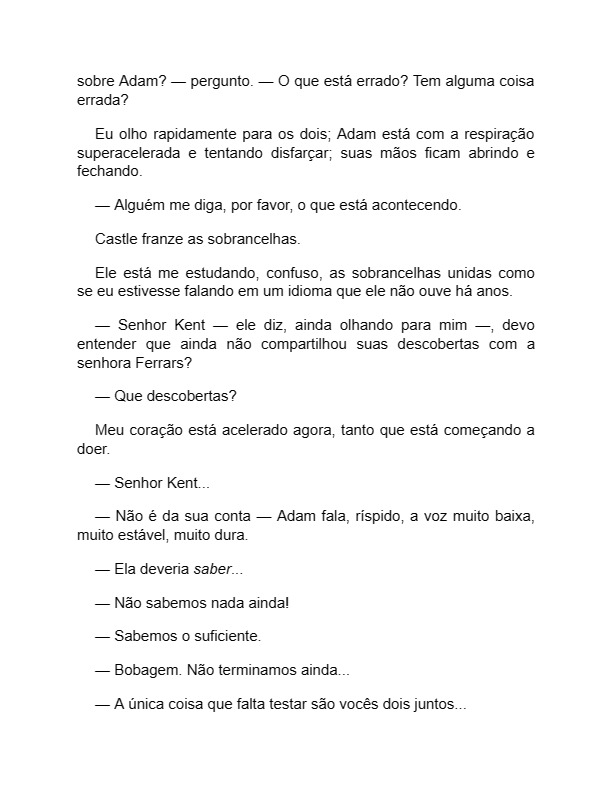 sobre Adam? — pergunto. — O que está errado? Tem alguma coisa
errada?
Eu olho rapidamente para os dois; Adam está com a respiração
superacelerada e tentando disfarçar; suas mãos ficam abrindo e
fechando.
— Alguém me diga, por favor, o que está acontecendo.
Castle franze as sobrancelhas.
Ele está me estudando, confuso, as sobrancelhas unidas como
se eu estivesse falando em um idioma que ele não ouve há anos.
— Senhor Kent — ele diz, ainda olhando para mim —, devo
entender que ainda não compartilhou suas descobertas com a
senhora Ferrars?
— Que descobertas?
Meu coração está acelerado agora, tanto que está começando a
doer.
— Senhor Kent...
— Não é da sua conta — Adam fala, ríspido, a voz muito baixa,
muito estável, muito dura.
— Ela deveria saber...
— Não sabemos nada ainda!
— Sabemos o suficiente.
— Bobagem. Não terminamos ainda...
— A única coisa que falta testar são vocês dois juntos...